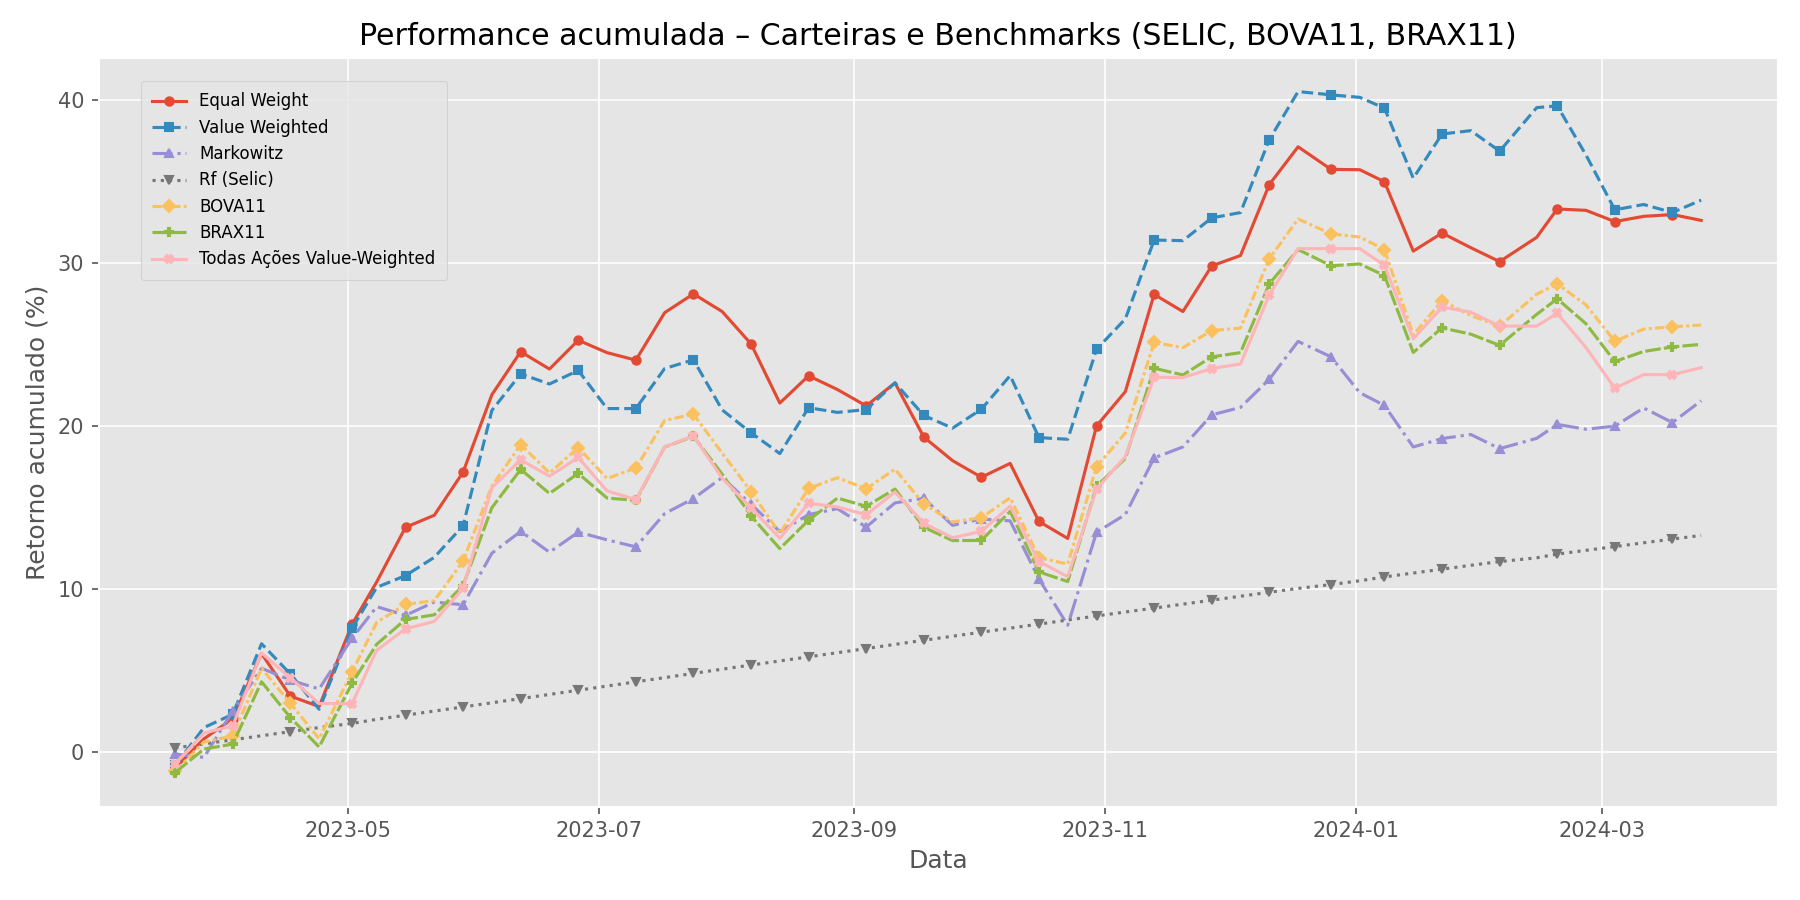 Performance acumulada – Carteiras e Benchmarks (SELIC, BOVA11, BRAX11)
Equal Weight
Value Weighted
Markowitz
Rf (Selic)
BOVA11
BRAX11
Todas Ações Value-Weighted
Retorno acumulado (%)
40
30
20
10
0
2023-05
2023-07
2023-09
2023-11
2024-01
2024-03
Data